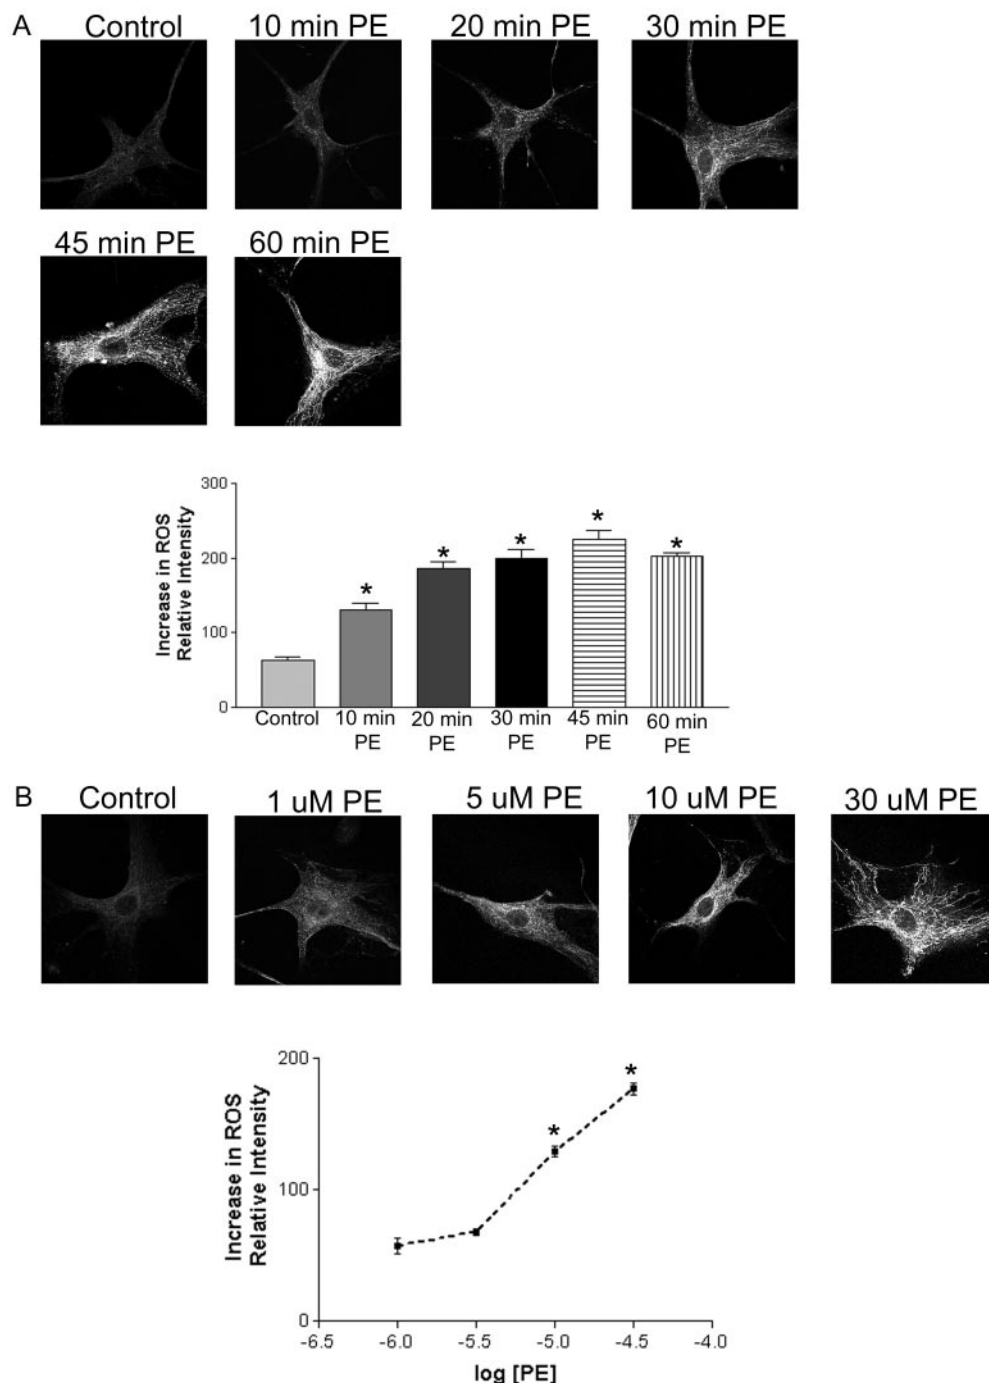 A
Control 10 min PE 20 min PE 30 min PE
45 min PE 60 min PE
Increase in ROS
Relative Intensity
300
200
100
0
* * * * *
Control 10 min 20 min 30 min 45 min 60 min
PE PE PE PE PE
B
Control 1 uM PE 5 uM PE 10 uM PE 30 uM PE
Increase in ROS
Relative Intensity
200
100
0
* *
-6.5 -6.0 -5.5 -5.0 -4.5 -4.0
log [PE]